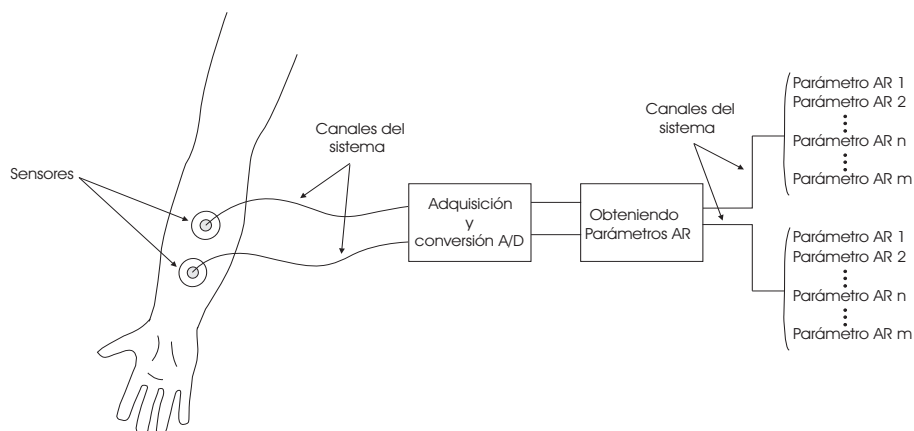 Sensores
Canales del
sistema
Adquisición
y
conversión A/D
Obteniendo
Parámetros AR
Canales del
sistema
Parámetro AR 1
Parámetro AR 2
Parámetro AR n
Parámetro AR m
Parámetro AR 1
Parámetro AR 2
Parámetro AR n
Parámetro AR m